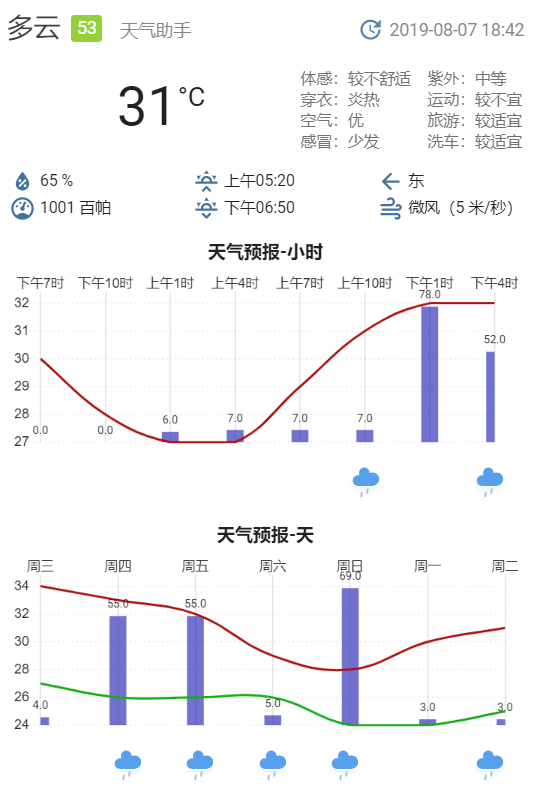 多云 53 天气助手 2019-08-07 18:42
31 °C
体感：较不舒适 紫外：中等
穿衣：炎热 运动：较不宜
空气：优 旅游：较适宜
感冒：少发 洗车：较适宜
65 % 上午05:20 东
1001 百帕 下午06:50 微风（5 米/秒）
天气预报-小时
下午7时 下午10时 上午1时 上午4时 上午7时 上午10时 下午1时 下午4时
32 78.0
31
30 52.0
29
28
27 0.0 0.0 6.0 7.0 7.0 7.0
天气预报-天
周三 周四 周五 周六 周日 周一 周二
34 69.0
32 55.0 55.0
30
28
26
24 4.0 5.0 3.0 3.0